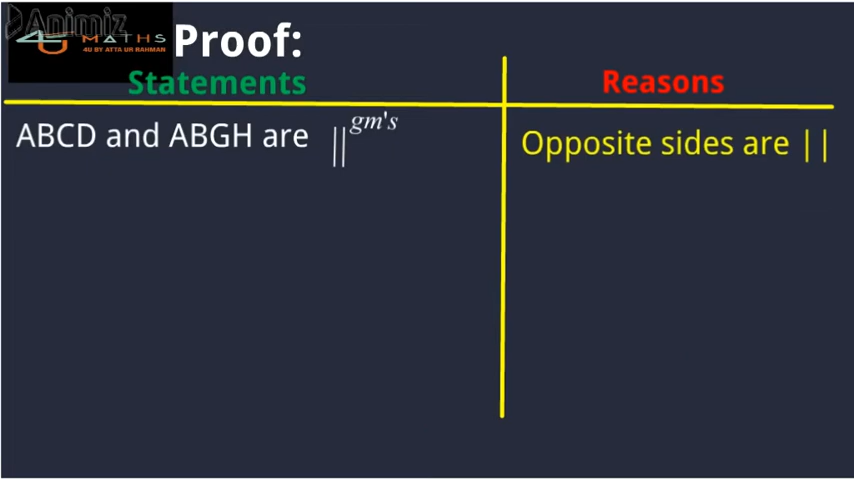 Animiz
4U MATHS
4U BY ATTA UR RAHMAN
Proof:
Statements
Reasons
ABCD and ABGH are ||gm's
Opposite sides are ||